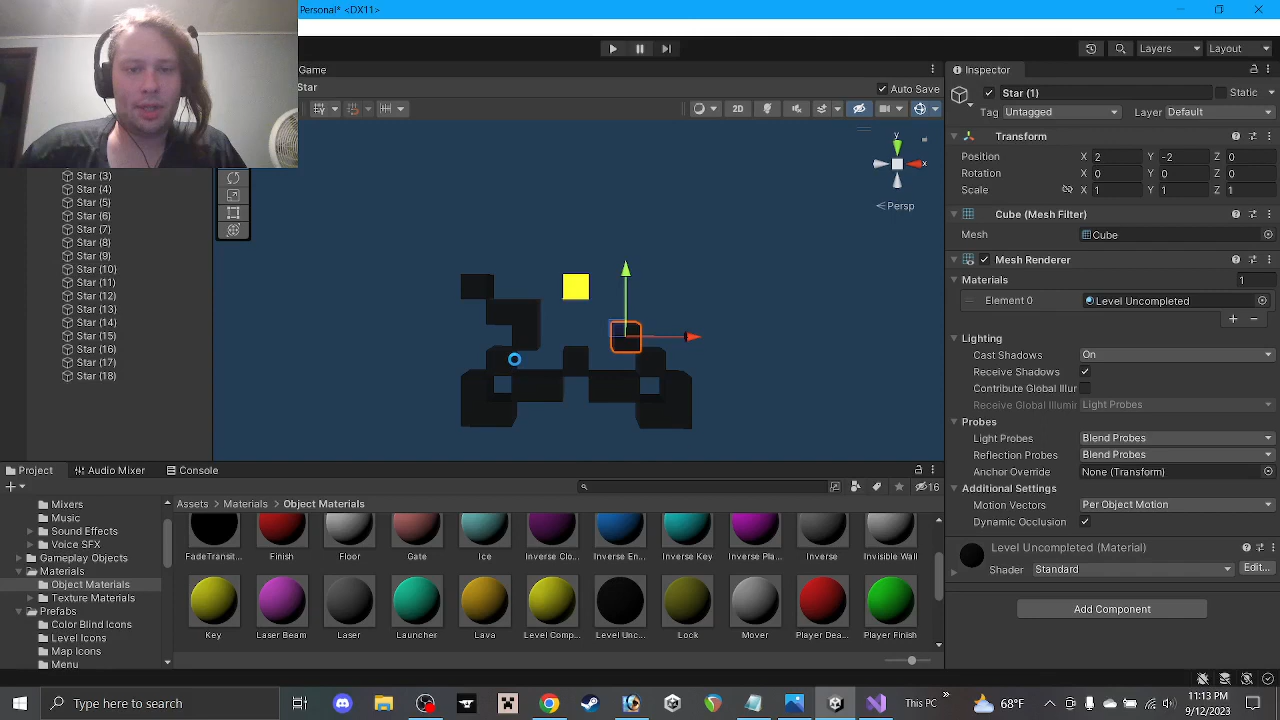 Personal* <DX11>
Layers
Layout
Game
Star
Auto Save
2D
Star (3)
Star (4)
Star (5)
Star (6)
Star (7)
Star (8)
Star (9)
Star (10)
Star (11)
Star (12)
Star (13)
Star (14)
Star (15)
Star (16)
Star (17)
Star (18)
y
x
Persp
Inspector
Star (1)
Static
Tag Untagged Layer Default
Transform
Position X 2 Y -2 Z 0
Rotation X 0 Y 0 Z 0
Scale X 1 Y 1 Z 1
Cube (Mesh Filter)
Mesh Cube
Mesh Renderer
Materials 1
Element 0 Level Uncompleted
Lighting
Cast Shadows On
Receive Shadows
Contribute Global Illur
Receive Global Illumin Light Probes
Probes
Light Probes Blend Probes
Reflection Probes Blend Probes
Anchor Override None (Transform)
Additional Settings
Motion Vectors Per Object Motion
Dynamic Occlusion
Level Uncompleted (Material)
Shader Standard Edit...
Add Component
Project Audio Mixer Console
16
Assets Materials Object Materials
Mixers
Music
Sound Effects
Voice SFX
Gameplay Objects
Materials
Object Materials
Texture Materials
Prefabs
Color Blind Icons
Level Icons
Map Icons
Menu
FadeTransit... Finish Floor Gate Ice Inverse Clo... Inverse En... Inverse Key Inverse Pla... Inverse Invisible Wall
Key Laser Beam Laser Launcher Lava Level Comp... Level Unc... Lock Mover Player Dea... Player Finish
Type here to search
This PC
68°F
11:13 PM
9/12/2023